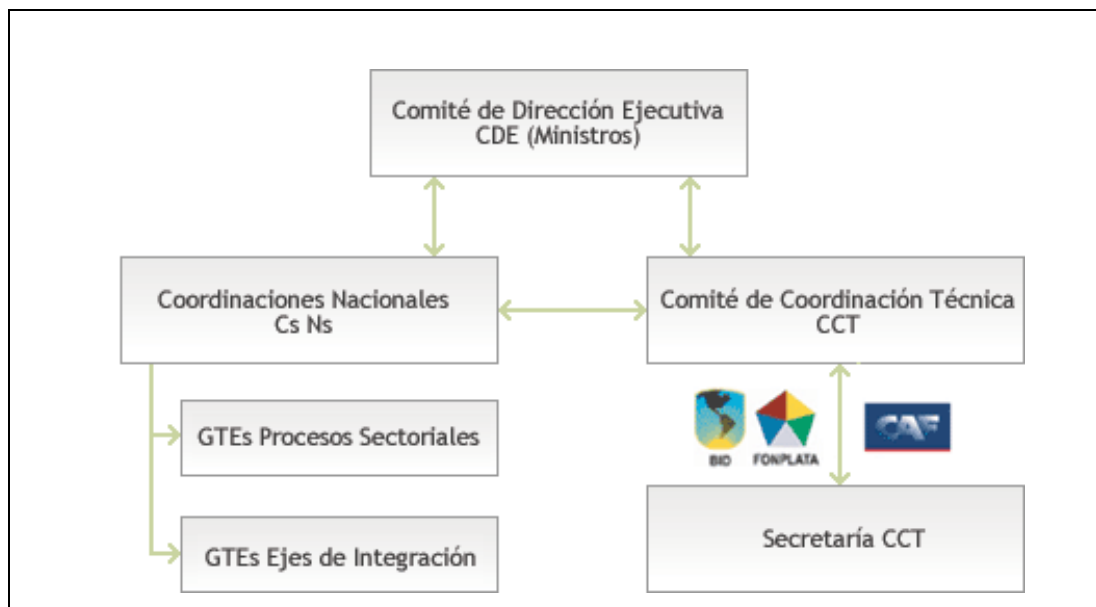 Comité de Dirección Ejecutiva
CDE (Ministros)
Coordinaciones Nacionales
Cs Ns
Comité de Coordinación Técnica
CCT
GTEs Procesos Sectoriales
BID
FONPLATA
CAF
GTEs Ejes de Integración
Secretaría CCT